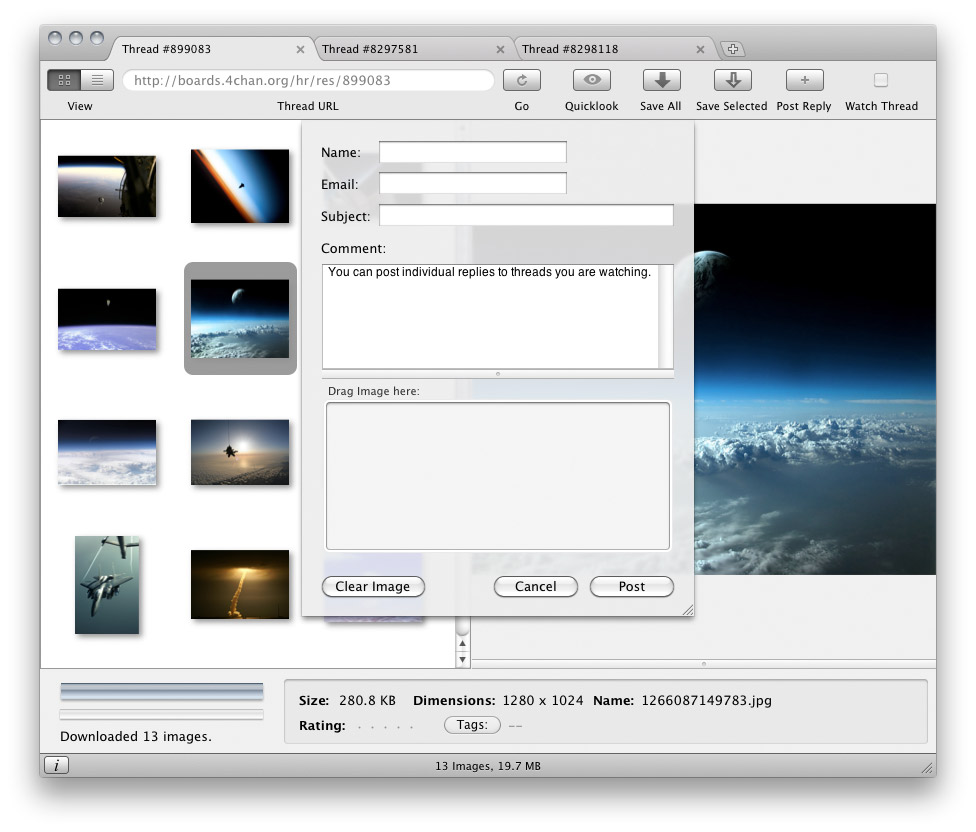 Thread #899083
Thread #8297581
Thread #8298118
http://boards.4chan.org/hr/res/899083
View
Thread URL
Go
Quicklook
Save All
Save Selected
Post Reply
Watch Thread
Name:
Email:
Subject:
Comment:
You can post individual replies to threads you are watching.
Drag Image here:
Clear Image
Cancel
Post
Size: 280.8 KB Dimensions: 1280 x 1024 Name: 1266087149783.jpg
Rating: . . . . . Tags: --
Downloaded 13 images.
i
13 Images, 19.7 MB